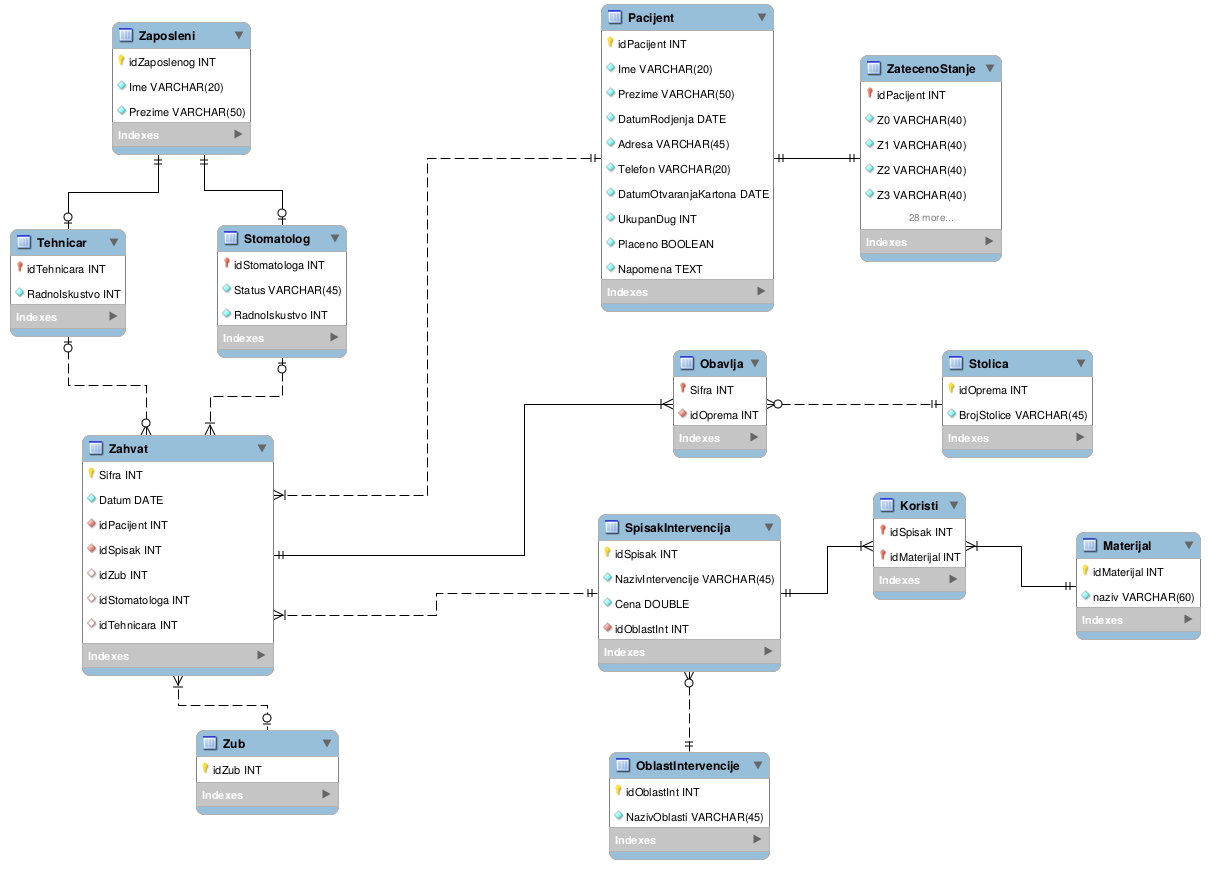 Zaposleni
idZaposlenog INT
Ime VARCHAR(20)
Prezime VARCHAR(50)
Indexes
Pacijent
idPacijent INT
Ime VARCHAR(20)
Prezime VARCHAR(50)
DatumRodjenja DATE
Adresa VARCHAR(45)
Telefon VARCHAR(20)
DatumOtvaranjaKartona DATE
UkupanDug INT
Placeno BOOLEAN
Napomena TEXT
Indexes
ZatecenoStanje
idPacijent INT
Z0 VARCHAR(40)
Z1 VARCHAR(40)
Z2 VARCHAR(40)
Z3 VARCHAR(40)
28 more...
Indexes
Tehnicar
idTehnicara INT
RadnoIskustvo INT
Indexes
Stomatolog
idStomatologa INT
Status VARCHAR(45)
RadnoIskustvo INT
Indexes
Obavlja
Sifra INT
idOprema INT
Indexes
Stolica
idOprema INT
BrojStolice VARCHAR(45)
Indexes
Zahvat
Sifra INT
Datum DATE
idPacijent INT
idSpisak INT
idZub INT
idStomatologa INT
idTehnicara INT
Indexes
SpisakIntervencija
idSpisak INT
NazivIntervencije VARCHAR(45)
Cena DOUBLE
idOblastInt INT
Indexes
Koristi
idSpisak INT
idMaterijal INT
Indexes
Materijal
idMaterijal INT
naziv VARCHAR(60)
Indexes
Zub
idZub INT
Indexes
OblastIntervencije
idOblastInt INT
NazivOblasti VARCHAR(45)
Indexes